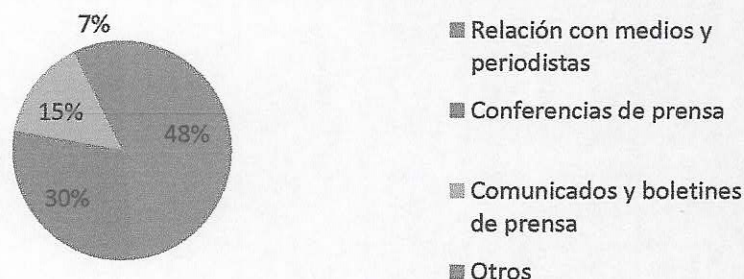 7%
15%
48%
30%
Relación con medios y
periodistas
Conferencias de prensa
Comunicados y boletines
de prensa
Otros